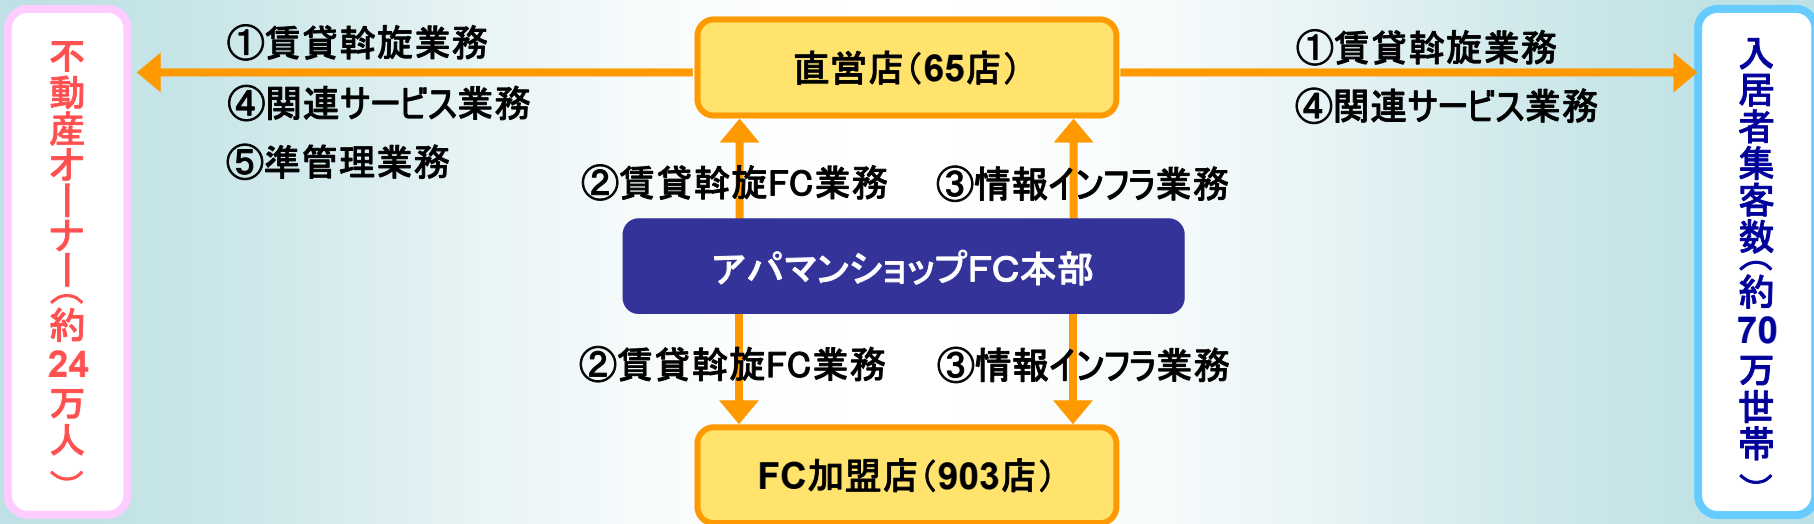 不動産オーナー（約24万人）
①賃貸斡旋業務
④関連サービス業務
⑤準管理業務
直営店（65店）
①賃貸斡旋業務
④関連サービス業務
②賃貸斡旋FC業務
③情報インフラ業務
アパマンショップFC本部
②賃貸斡旋FC業務
③情報インフラ業務
FC加盟店（903店）
入居者集客数（約70万世帯）